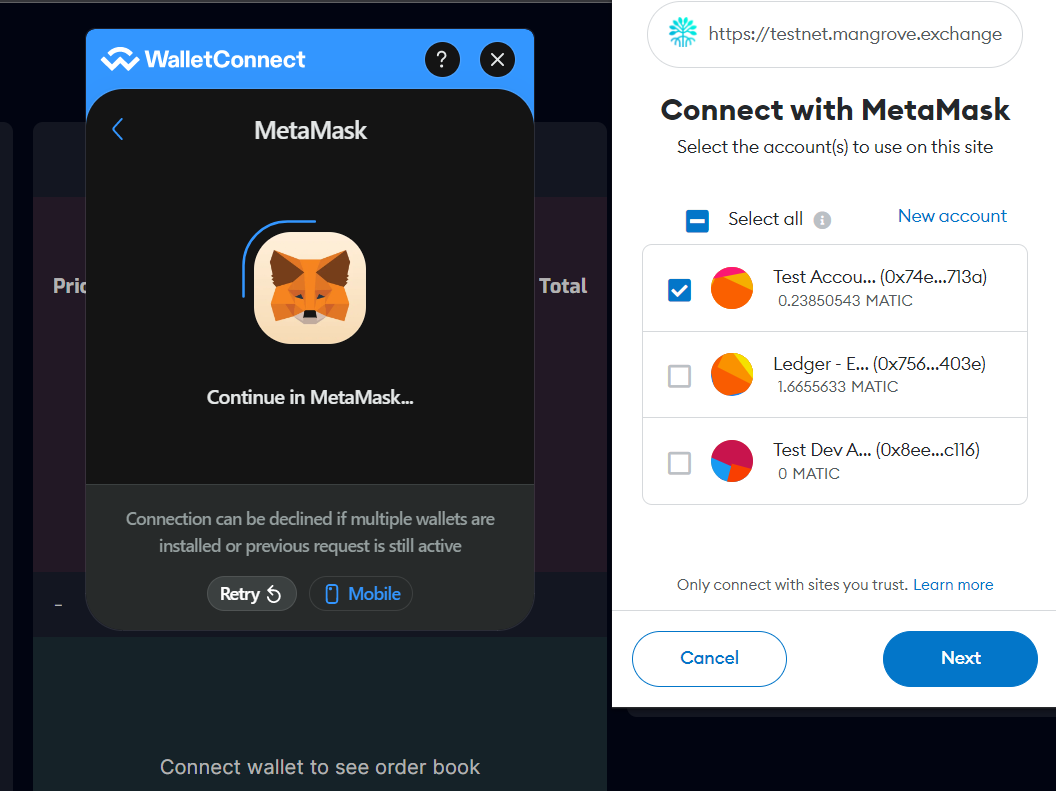 WalletConnect
?
MetaMask
Total
Continue in MetaMask...
Connection can be declined if multiple wallets are
installed or previous request is still active
Retry
Mobile
-
Connect wallet to see order book
https://testnet.mangrove.exchange
Connect with MetaMask
Select the account(s) to use on this site
Select all
New account
Test Accou... (0x74e...713a)
0.23850543 MATIC
Ledger - E... (0x756...403e)
1.6655633 MATIC
Test Dev A... (0x8ee...c116)
0 MATIC
Only connect with sites you trust. Learn more
Cancel
Next